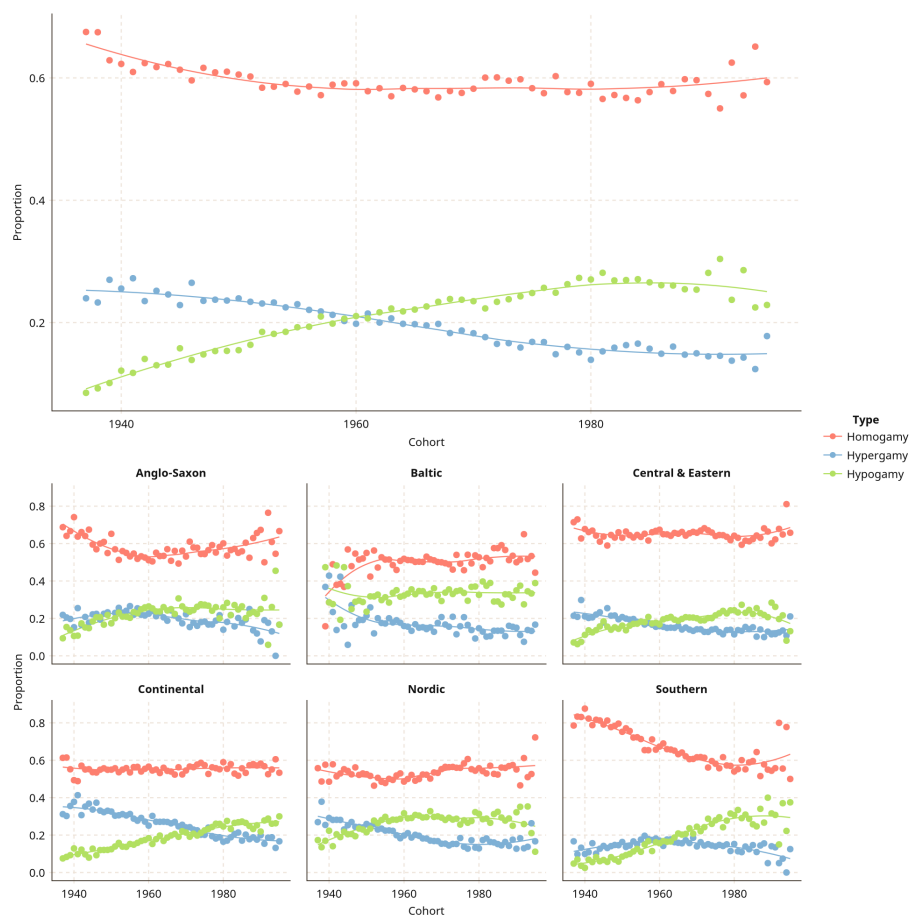 0.6
0.4
0.2
Proportion
1940 1960 1980
Cohort
Type
Homogamy
Hypergamy
Hypogamy
Anglo-Saxon Baltic Central & Eastern
0.8
0.6
0.4
0.2
0.0
Proportion
Continental Nordic Southern
0.8
0.6
0.4
0.2
0.0
1940 1960 1980 1940 1960 1980 1940 1960 1980
Cohort